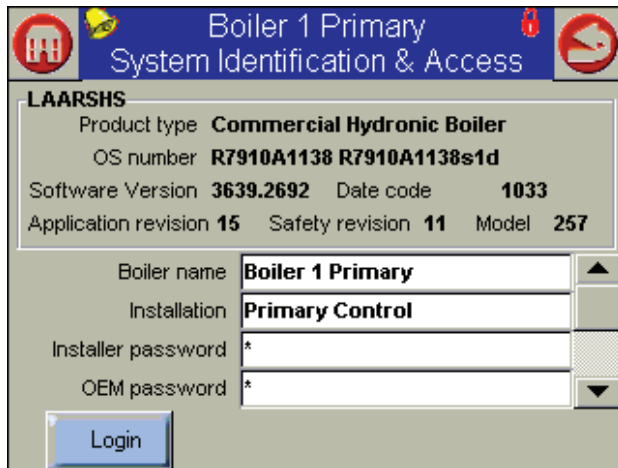 Boiler 1 Primary
System Identification & Access
LAARSHS
Product type Commercial Hydronic Boiler
OS number R7910A1138 R7910A1138s1d
Software Version 3639.2692 Date code 1033
Application revision 15 Safety revision 11 Model 257
Boiler name Boiler 1 Primary
Installation Primary Control
Installer password *
OEM password *
Login